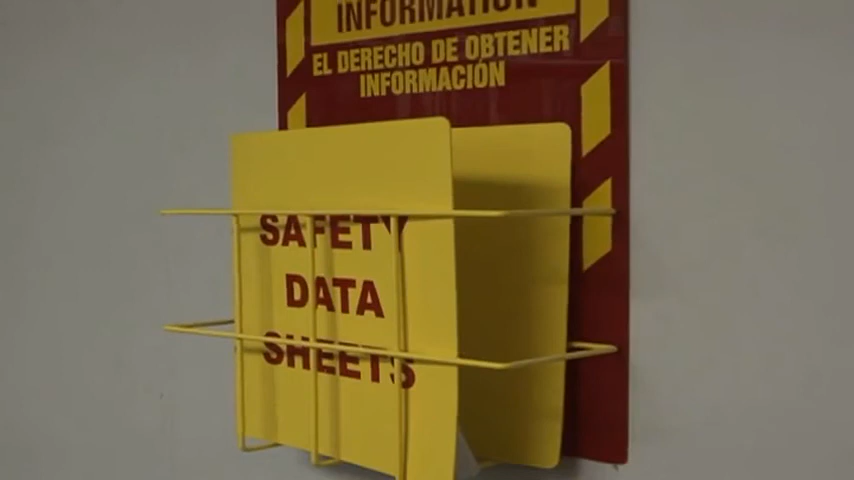 INFORMATION
EL DERECHO DE OBTENER
INFORMACIÓN
SAFETY
DATA
SHEETS